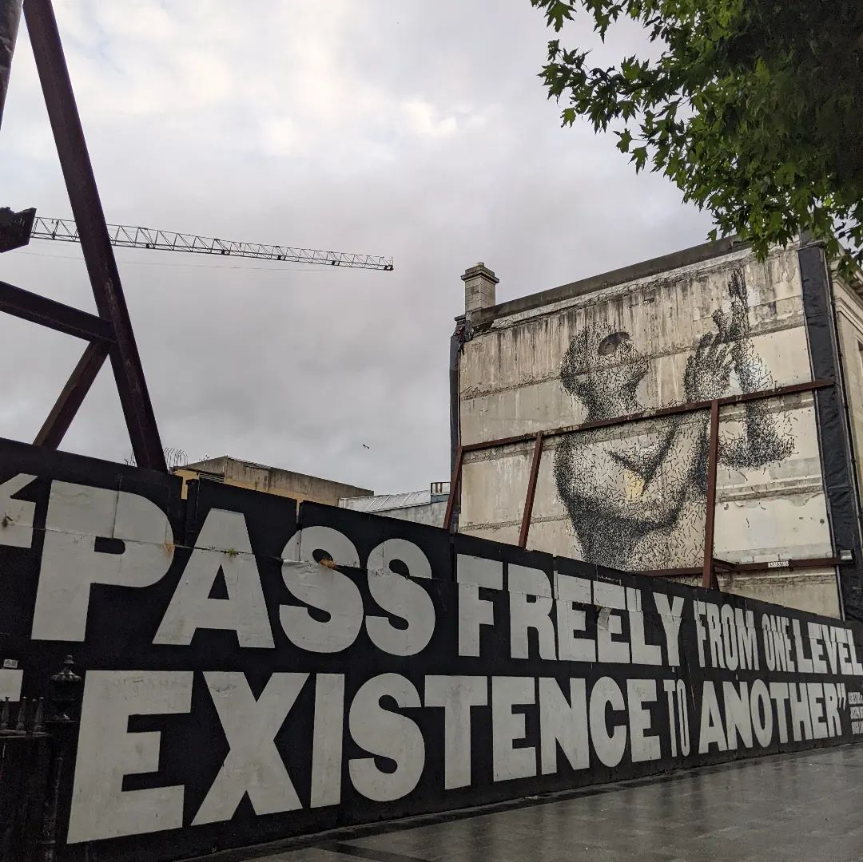 “PASS FREELY FROM ONE LEVEL
EXISTENCE TO ANOTHER”